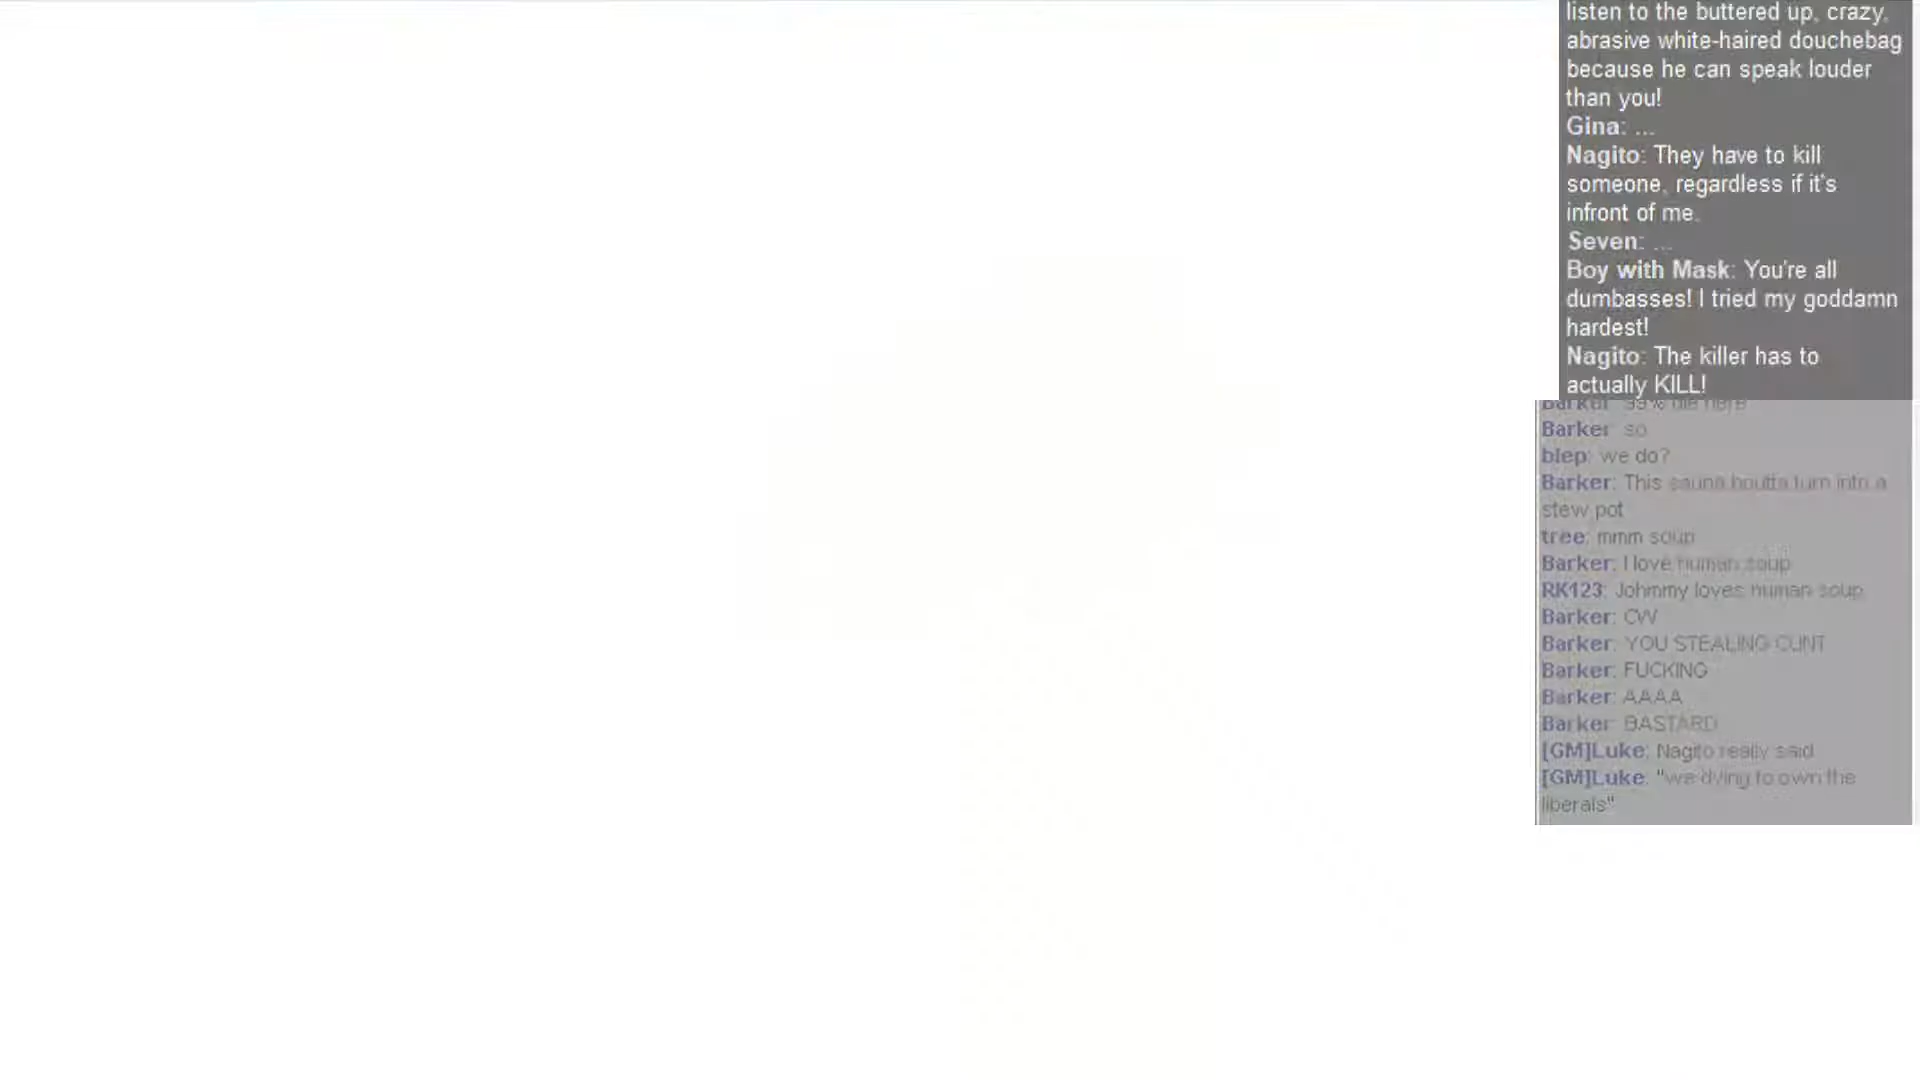 listen to the buttered up, crazy,
abrasive white-haired douchebag
because he can speak louder
than you!
Gina: ...
Nagito: They have to kill
someone, regardless if it's
infront of me.
Seven: ...
Boy with Mask: You're all
dumbasses! I tried my goddamn
hardest!
Nagito: The killer has to
actually KILL!
Barker: 99% die here
Barker: so
blep: we do?
Barker: This sauna boutta turn into a
stew pot
tree: mmm soup
Barker: I love human soup
RK123: Johmmy loves human soup
Barker: CW
Barker: YOU STEALING CUNT
Barker: FUCKING
Barker: AAAA
Barker: BASTARD
[GM]Luke: Nagito really said
[GM]Luke: "we dying to own the
liberals"